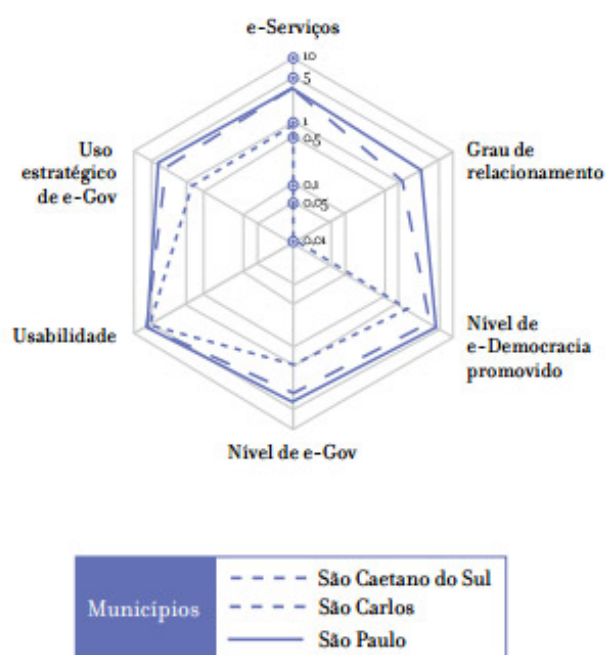 e-Serviços
10
5
1
0.5
0.1
0.05
0.01
Uso
estratégico
de e-Gov
Grau de
relacionamento
Usabilidade
Nível de
e-Democracia
promovido
Nível de e-Gov
Municípios
São Caetano do Sul
São Carlos
São Paulo